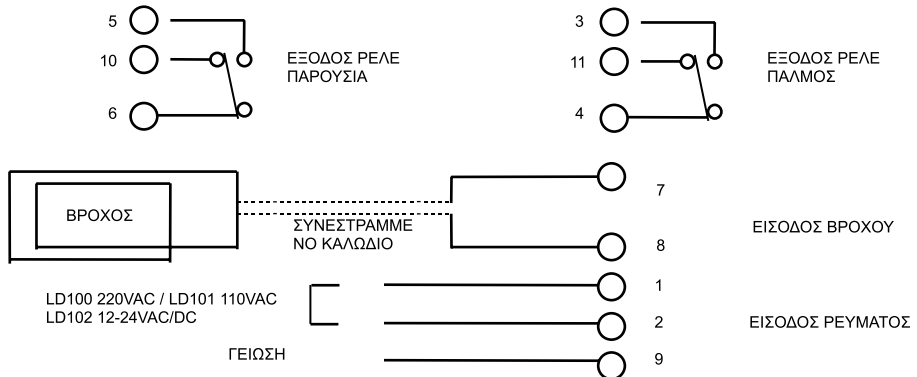 5
10
6
ΕΞΟΔΟΣ ΡΕΛΕ
ΠΑΡΟΥΣΙΑ
3
11
4
ΕΞΟΔΟΣ ΡΕΛΕ
ΠΑΛΜΟΣ
ΒΡΟΧΟΣ
ΣΥΝΕΣΤΡΑΜΜΕ
ΝΟ ΚΑΛΩΔΙΟ
7
8
ΕΙΣΟΔΟΣ ΒΡΟΧΟΥ
LD100 220VAC / LD101 110VAC
LD102 12-24VAC/DC
ΓΕΙΩΣΗ
1
2
9
ΕΙΣΟΔΟΣ ΡΕΥΜΑΤΟΣ